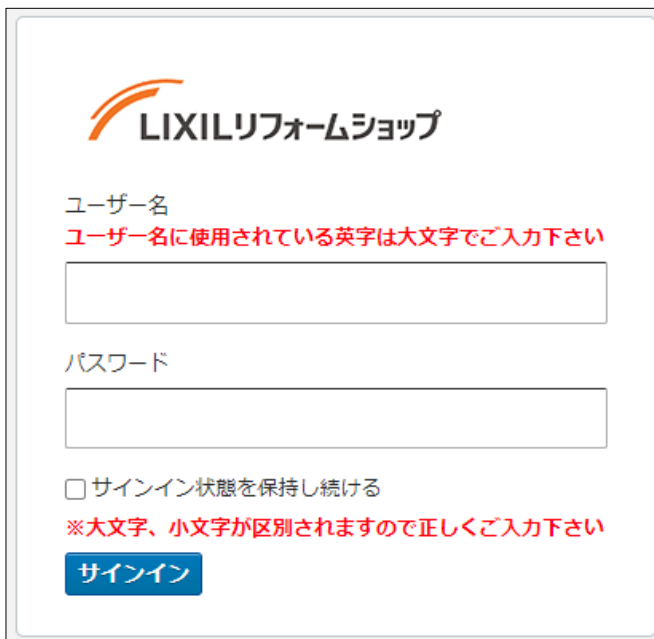 LIXILリフォームショップ
ユーザー名
ユーザー名に使用されている英字は大文字でご入力下さい
パスワード
サインイン状態を保持し続ける
※大文字、小文字が区別されますので正しくご入力下さい
サインイン